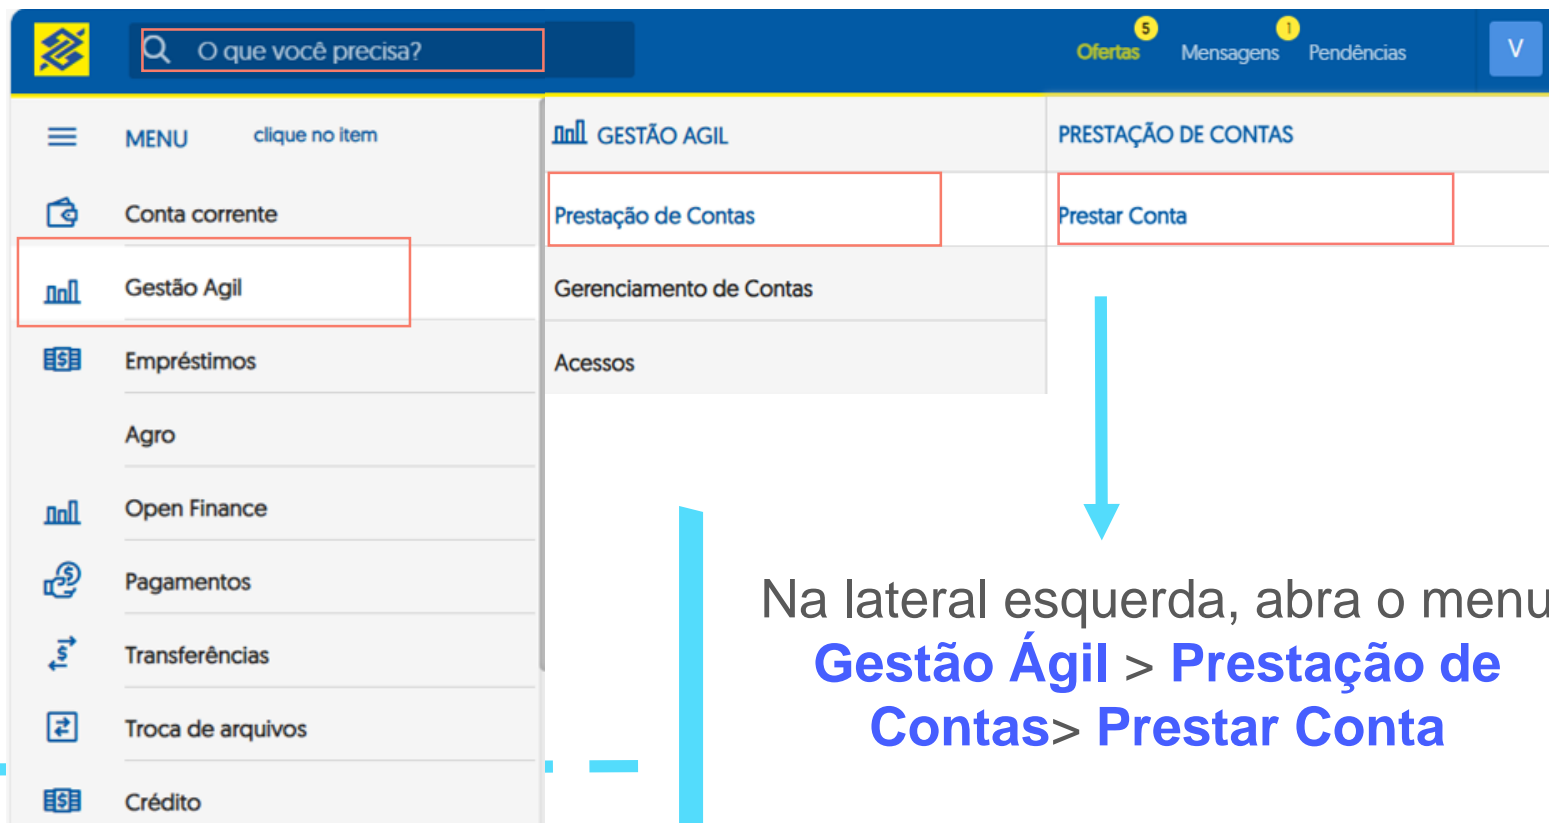 O que você precisa?
5
Ofertas
Mensagens
1
Pendências
V
MENU
clique no item
GESTÃO AGIL
PRESTAÇÃO DE CONTAS
Conta corrente
Prestação de Contas
Prestar Conta
Gestão Agil
Gerenciamento de Contas
Empréstimos
Acessos
Agro
Open Finance
Pagamentos
Transferências
Troca de arquivos
Crédito
Na lateral esquerda, abra o menu
Gestão Ágil > Prestação de
Contas> Prestar Conta